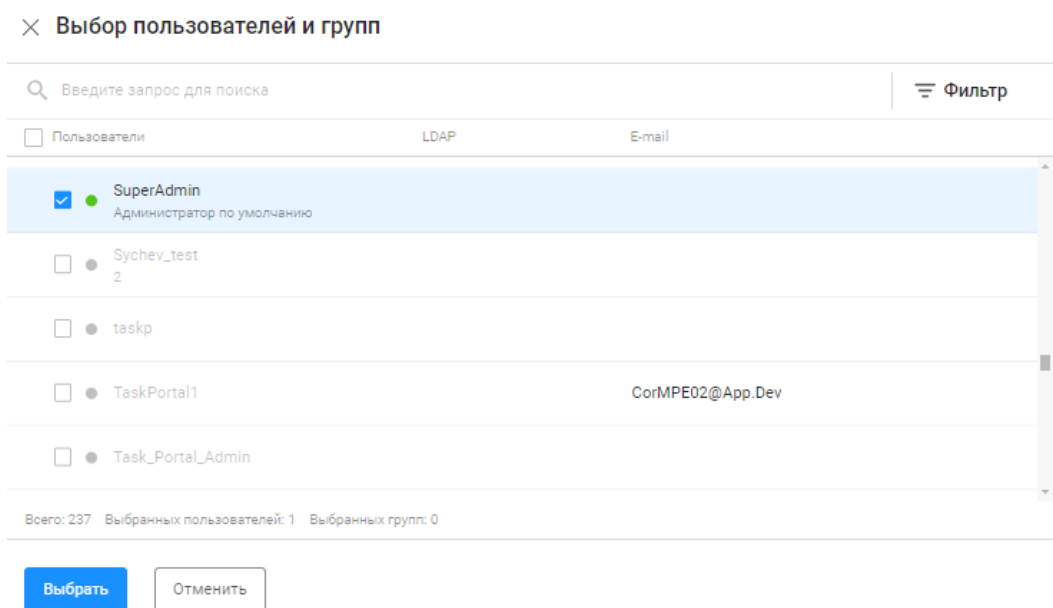 Выбор пользователей и групп
Введите запрос для поиска
Фильтр
Пользователи LDAP E-mail
SuperAdmin
Администратор по умолчанию
Sychev_test
2
taskp
TaskPortal1 CorMPE02@App.Dev
Task_Portal_Admin
Всего: 237 Выбранных пользователей: 1 Выбранных групп: 0
Выбрать Отменить